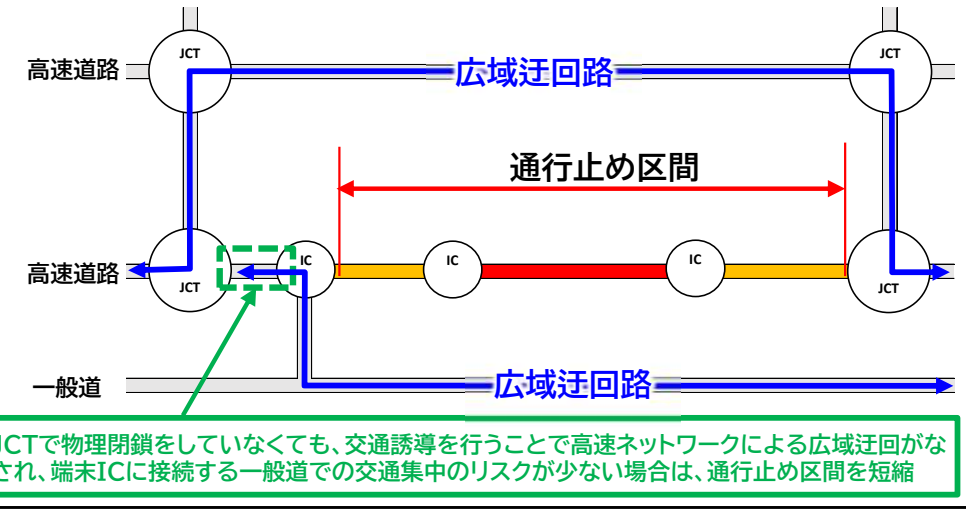 JCT
JCT
高速道路
広域迂回路
通行止め区間
IC
IC
IC
高速道路
JCT
JCT
一般道
広域迂回路
JCTで物理閉鎖をしていなくても、交通誘導を行うことで高速ネットワークによる広域迂回がな
され、端末ICに接続する一般道での交通集中のリスクが少ない場合は、通行止め区間を短縮